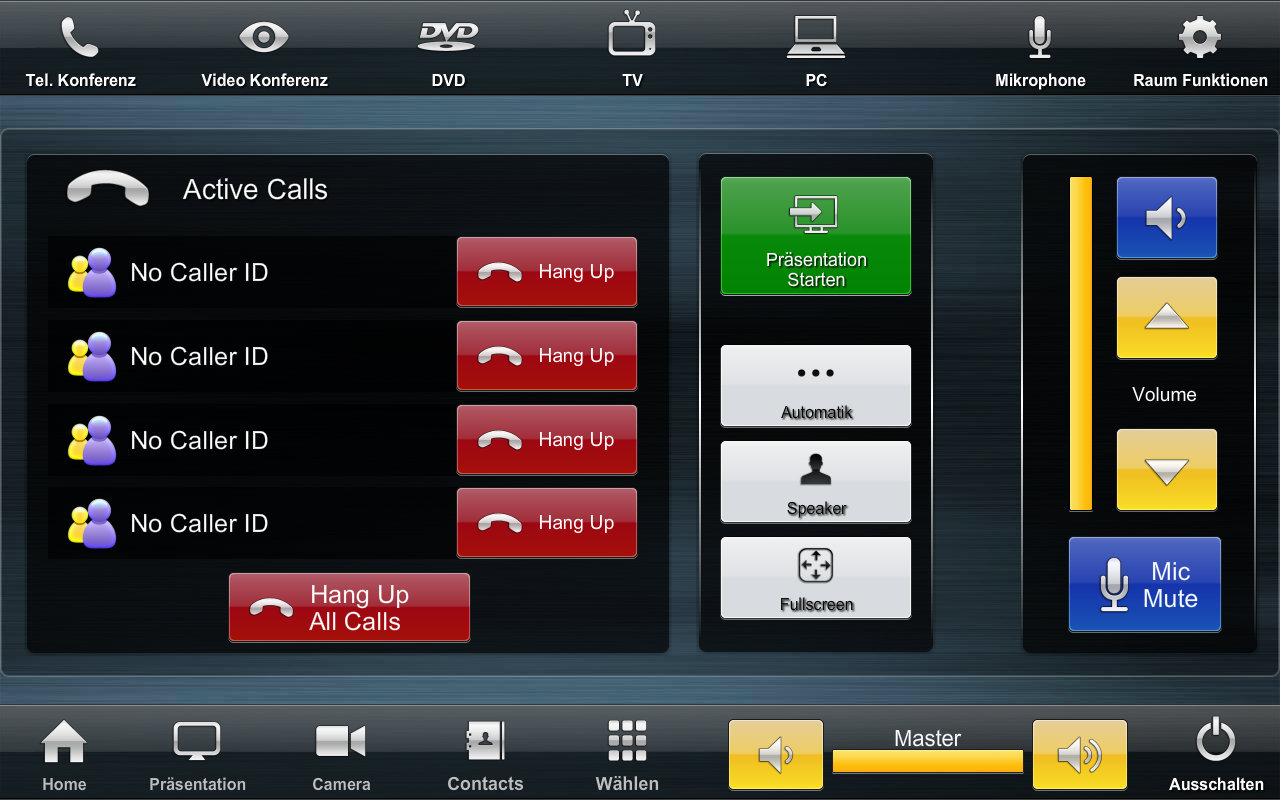 Tel. Konferenz
Video Konferenz
DVD
DVD
TV
PC
Mikrophone
Raum Funktionen
Active Calls
No Caller ID
Hang Up
No Caller ID
Hang Up
No Caller ID
Hang Up
No Caller ID
Hang Up
Hang Up
All Calls
Präsentation
Starten
Automatik
Speaker
Fullscreen
Volume
Mic
Mute
Home
Präsentation
Camera
Contacts
Wählen
Master
Ausschalten